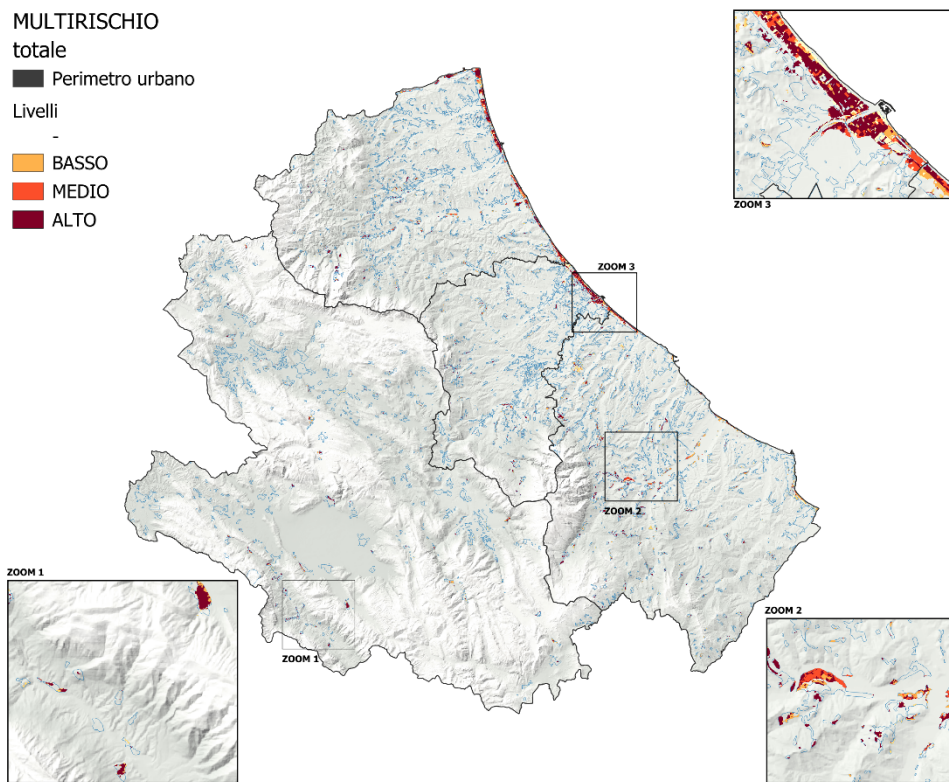 MULTIRISCHIO
totale
Perimetro urbano
Livelli
-
BASSO
MEDIO
ALTO
ZOOM 3
ZOOM 3
ZOOM 2
ZOOM 1
ZOOM 1
ZOOM 2